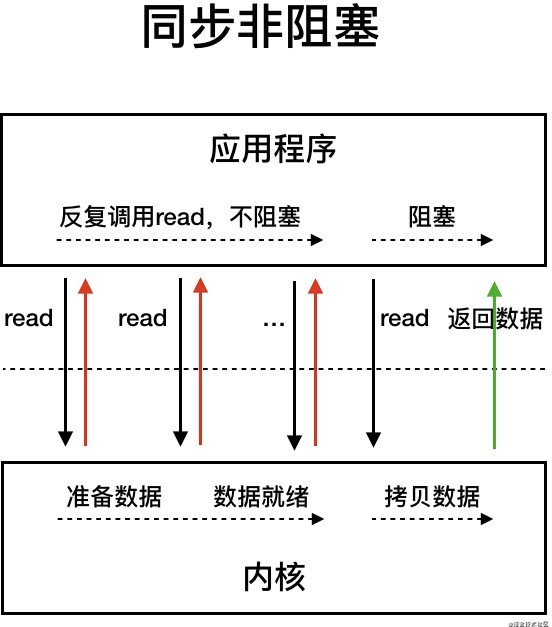 同步非阻塞
应用程序
反复调用read，不阻塞 阻塞
read read ... read 返回数据
准备数据 数据就绪 拷贝数据
内核